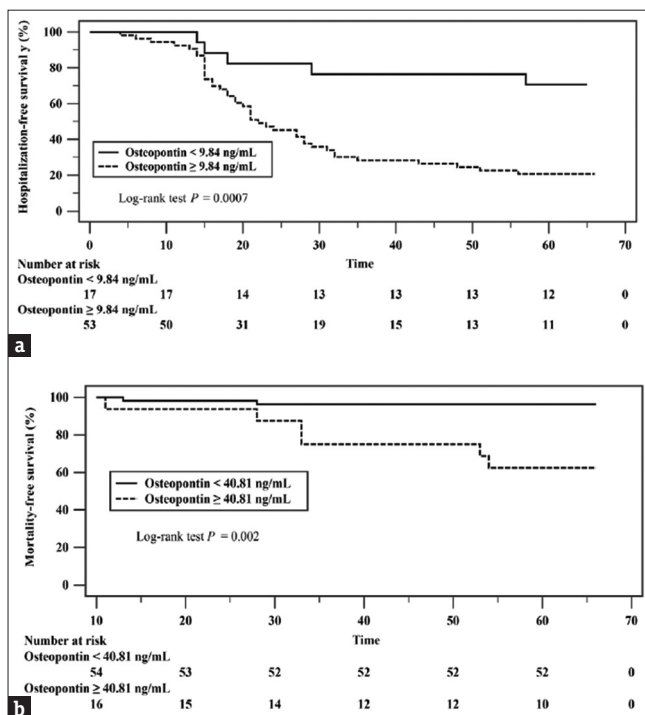 a
Hospitalization-free survival y (%)
100
80
60
40
20
0
Osteopontin < 9.84 ng/mL
Osteopontin ≥ 9.84 ng/mL
Log-rank test P = 0.0007
0 10 20 30 40 50 60 70
Number at risk Time
Osteopontin < 9.84 ng/mL
17 17 14 13 13 13 12 0
Osteopontin ≥ 9.84 ng/mL
53 50 31 19 15 13 11 0
b
Mortality-free survival (%)
100
80
60
40
20
0
Osteopontin < 40.81 ng/mL
Osteopontin ≥ 40.81 ng/mL
Log-rank test P = 0.002
10 20 30 40 50 60 70
Number at risk Time
Osteopontin < 40.81 ng/mL
54 53 52 52 52 52 0
Osteopontin ≥ 40.81 ng/mL
16 15 14 12 12 10 0